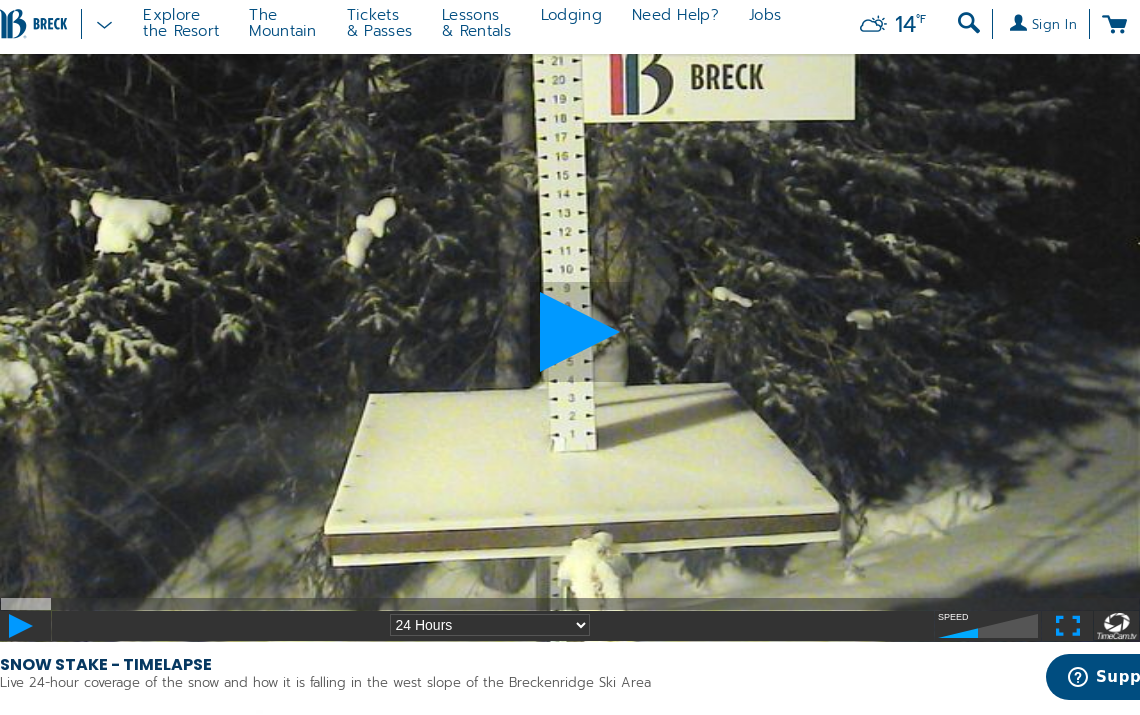 BRECK
Explore
the Resort
The
Mountain
Tickets
& Passes
Lessons
& Rentals
Lodging
Need Help?
Jobs
14°F
Sign In
BRECK
21
20
19
18
17
16
15
14
13
12
11
10
9
8
5
4
3
2
1
24 Hours
SPEED
TimeCam.tv
SNOW STAKE - TIMELAPSE
Live 24-hour coverage of the snow and how it is falling in the west slope of the Breckenridge Ski Area
Supp